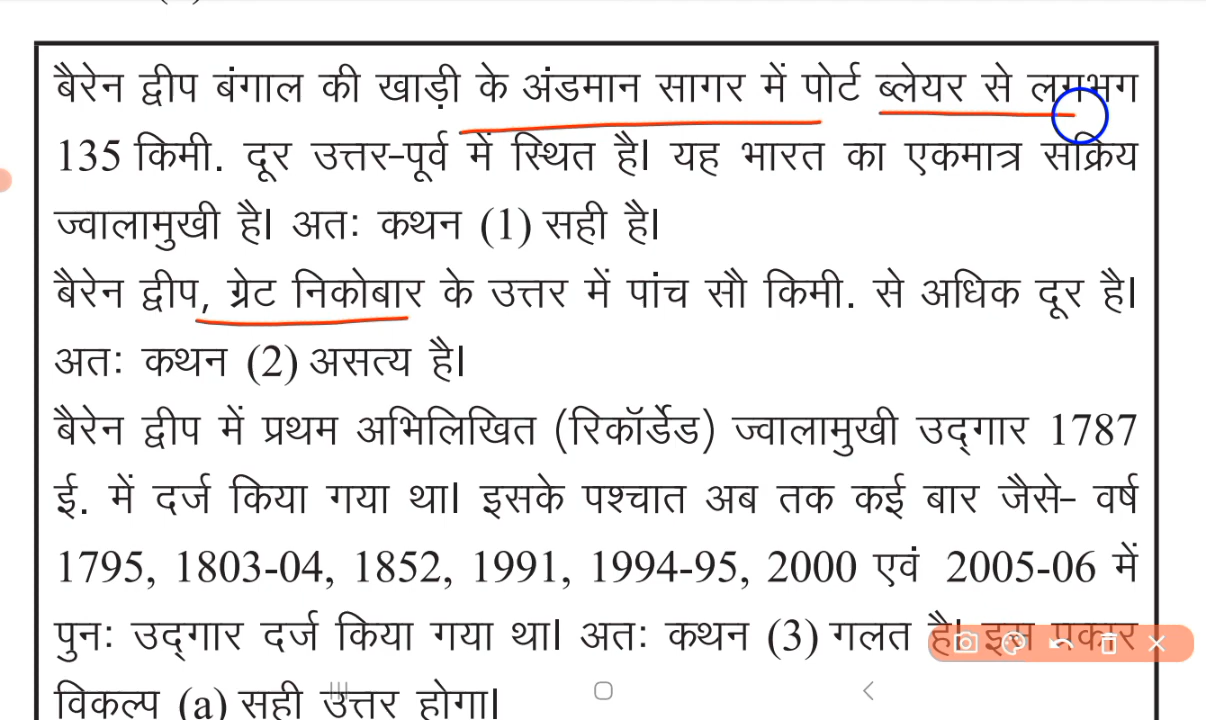 बैरेन द्वीप बंगाल की खाड़ी के अंडमान सागर में पोर्ट ब्लेयर से लगभग
135 किमी. दूर उत्तर-पूर्व में स्थित है। यह भारत का एकमात्र सक्रिय
ज्वालामुखी है। अतः कथन (1) सही है।
बैरेन द्वीप, ग्रेट निकोबार के उत्तर में पांच सौ किमी. से अधिक दूर है।
अतः कथन (2) असत्य है।
बैरेन द्वीप में प्रथम अभिलिखित (रिकॉर्डेड) ज्वालामुखी उद्गार 1787
ई. में दर्ज किया गया था। इसके पश्चात अब तक कई बार जैसे- वर्ष
1795, 1803-04, 1852, 1991, 1994-95, 2000 एवं 2005-06 में
पुनः उद्गार दर्ज किया गया था। अतः कथन (3) गलत है। इस प्रकार
विकल्प (a) सही उत्तर होगा।